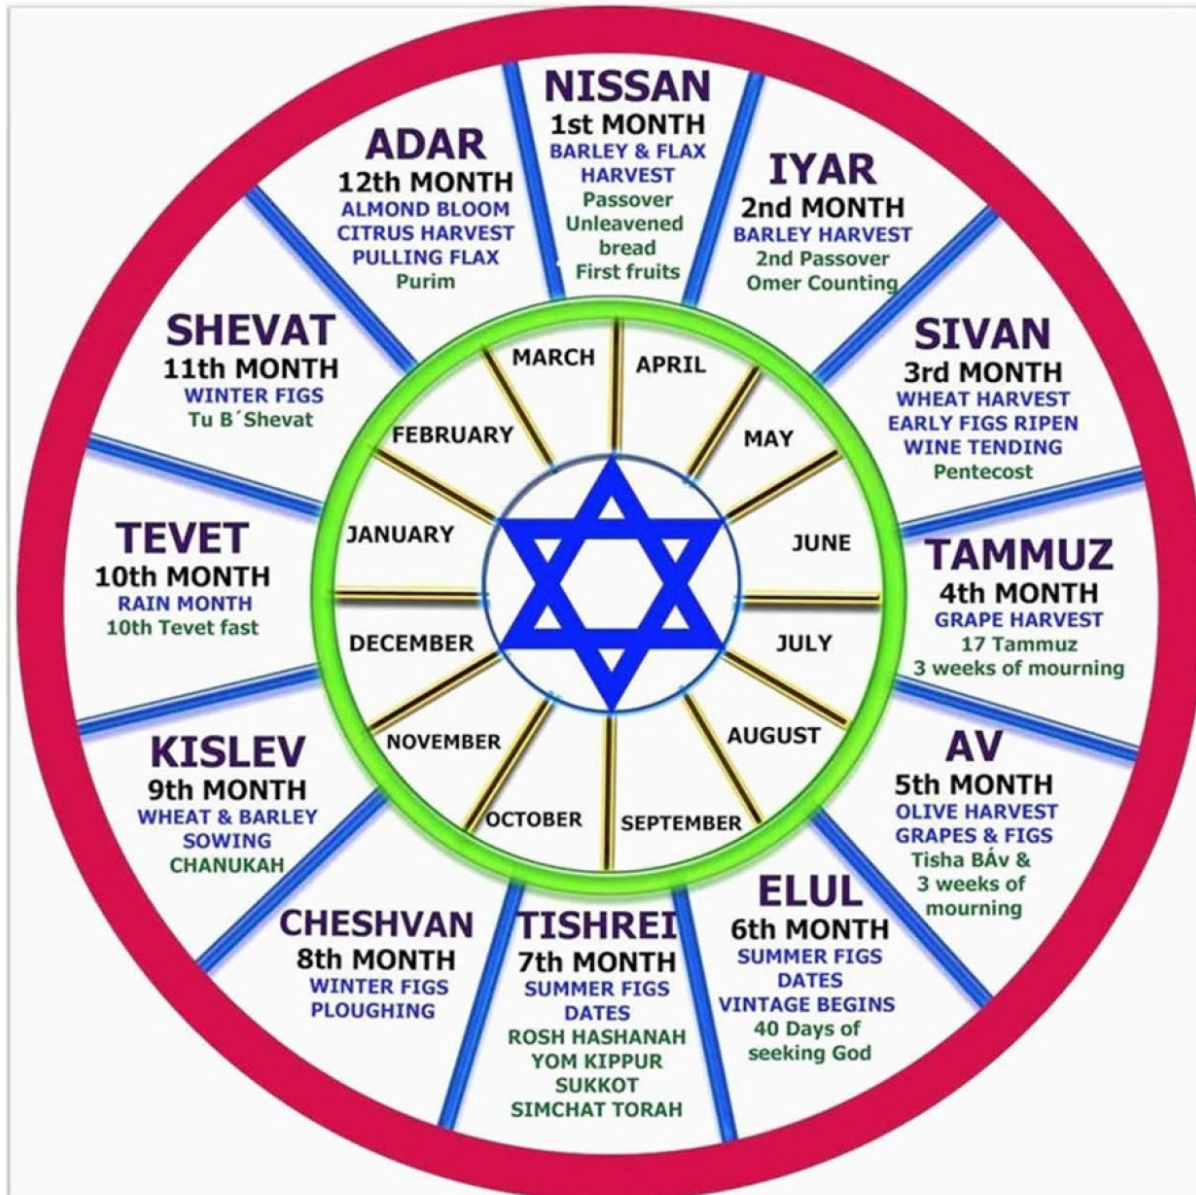 NISSAN
1st MONTH
BARLEY & FLAX
HARVEST
Passover
Unleavened
bread
First fruits
IYAR
2nd MONTH
BARLEY HARVEST
2nd Passover
Omer Counting
SIVAN
3rd MONTH
WHEAT HARVEST
EARLY FIGS RIPEN
WINE TENDING
Pentecost
TAMMUZ
4th MONTH
GRAPE HARVEST
17 Tammuz
3 weeks of mourning
AV
5th MONTH
OLIVE HARVEST
GRAPES & FIGS
Tisha BÁv &
3 weeks of
mourning
ELUL
6th MONTH
SUMMER FIGS
DATES
VINTAGE BEGINS
40 Days of
seeking God
TISHREI
7th MONTH
SUMMER FIGS
DATES
ROSH HASHANAH
YOM KIPPUR
SUKKOT
SIMCHAT TORAH
CHESHVAN
8th MONTH
WINTER FIGS
PLOUGHING
KISLEV
9th MONTH
WHEAT & BARLEY
SOWING
CHANUKAH
TEVET
10th MONTH
RAIN MONTH
10th Tevet fast
SHEVAT
11th MONTH
WINTER FIGS
Tu B´Shevat
ADAR
12th MONTH
ALMOND BLOOM
CITRUS HARVEST
PULLING FLAX
Purim
MARCH
APRIL
MAY
JUNE
JULY
AUGUST
SEPTEMBER
OCTOBER
NOVEMBER
DECEMBER
JANUARY
FEBRUARY